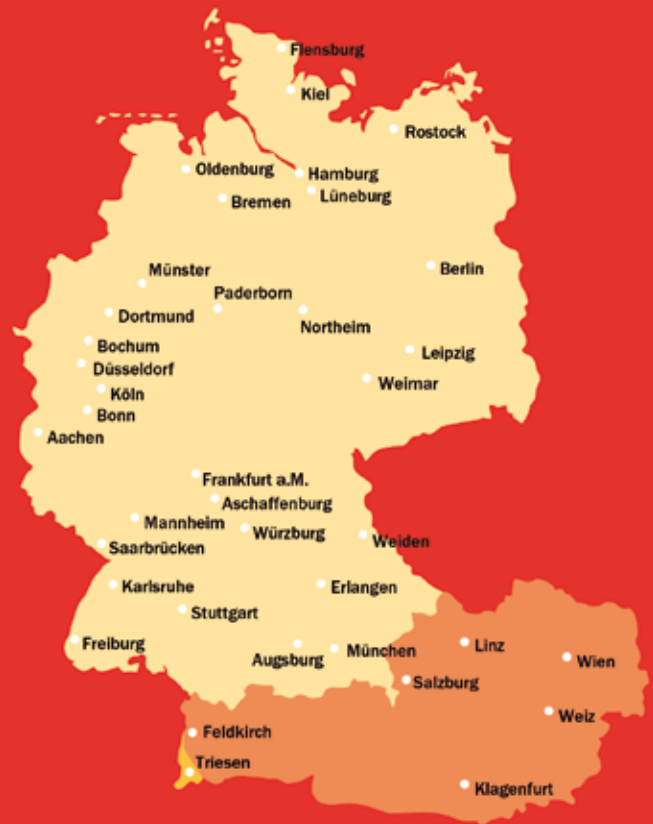 Flensburg
Kiel
Rostock
Oldenburg
Hamburg
Lüneburg
Bremen
Berlin
Münster
Paderborn
Dortmund
Northeim
Bochum
Leipzig
Düsseldorf
Weimar
Köln
Bonn
Aachen
Frankfurt a.M.
Aschaffenburg
Mannheim
Würzburg
Weiden
Saarbrücken
Karlsruhe
Erlangen
Stuttgart
Freiburg
Augsburg
München
Linz
Wien
Salzburg
Weiz
Feldkirch
Triesen
Klagenfurt